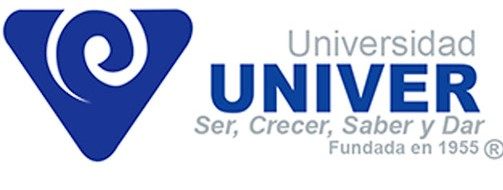 Universidad
UNIVER
Ser, Crecer, Saber y Dar
Fundada en 1955 ®